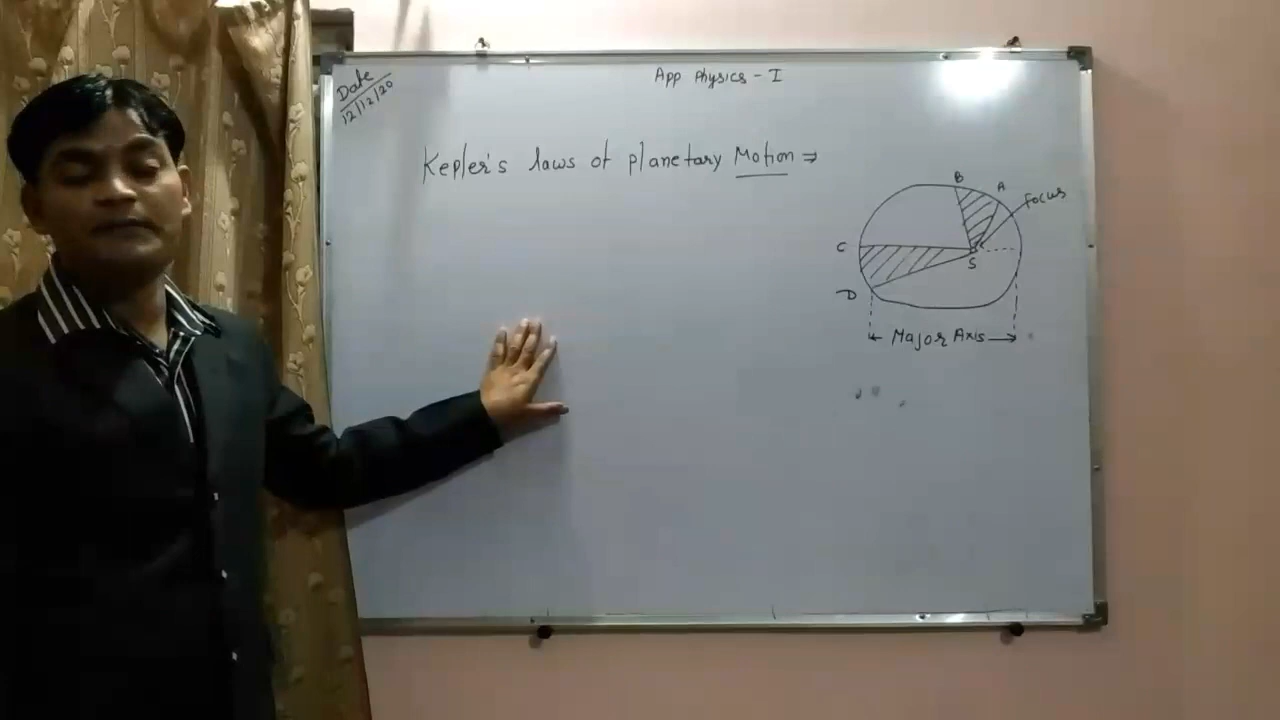 Date
12/12/20
App Physics - I
Kepler's laws of planetary Motion ⇒
B
A
Focus
C
S
D
Major Axis